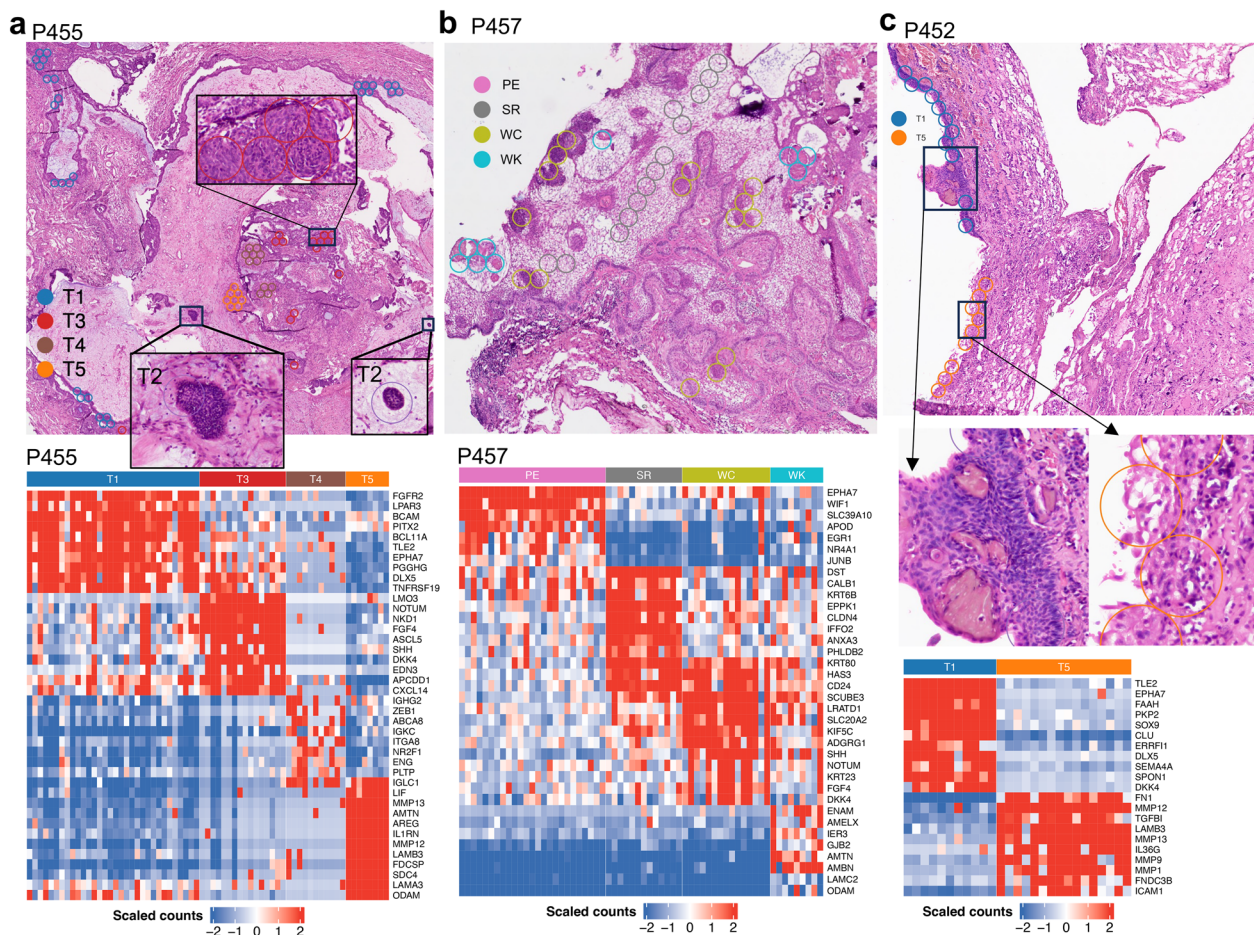 a P455
T1
T3
T4
T5
T2
T2
b P457
PE
SR
WC
WK
c P452
T1
T5
P455
T1 T3 T4 T5
FGFR2
LPAR3
BCAM
PITX2
BCL11A
TLE2
EPHA7
PGGHG
DLX5
TNFRSF19
LMO3
NOTUM
NKD1
FGF4
ASCL5
SHH
DKK4
EDN3
APCDD1
CXCL14
IGHG2
ZEB1
ABCA8
IGKC
ITGA8
NR2F1
ENG
PLTP
IGLC1
LIF
MMP13
AMTN
AREG
IL1RN
MMP12
LAMB3
FDCSP
SDC4
LAMA3
ODAM
Scaled counts
−2 −1 0 1 2
P457
PE SR WC WK
EPHA7
WIF1
SLC39A10
APOD
EGR1
NR4A1
JUNB
DST
CALB1
KRT6B
EPPK1
CLDN4
IFFO2
ANXA3
PHLDB2
KRT80
HAS3
CD24
SCUBE3
LRATD1
SLC20A2
KIF5C
ADGRG1
SHH
NOTUM
KRT23
FGF4
DKK4
ENAM
AMELX
IER3
GJB2
AMTN
AMBN
LAMC2
ODAM
Scaled counts
−2 −1 0 1 2
T1 T5
TLE2
EPHA7
FAAH
PKP2
SOX9
CLU
ERRFI1
DLX5
SEMA4A
SPON1
DKK4
FN1
MMP12
TGFBI
LAMB3
MMP13
IL36G
MMP9
MMP1
FNDC3B
ICAM1
Scaled counts
−2 −1 0 1 2